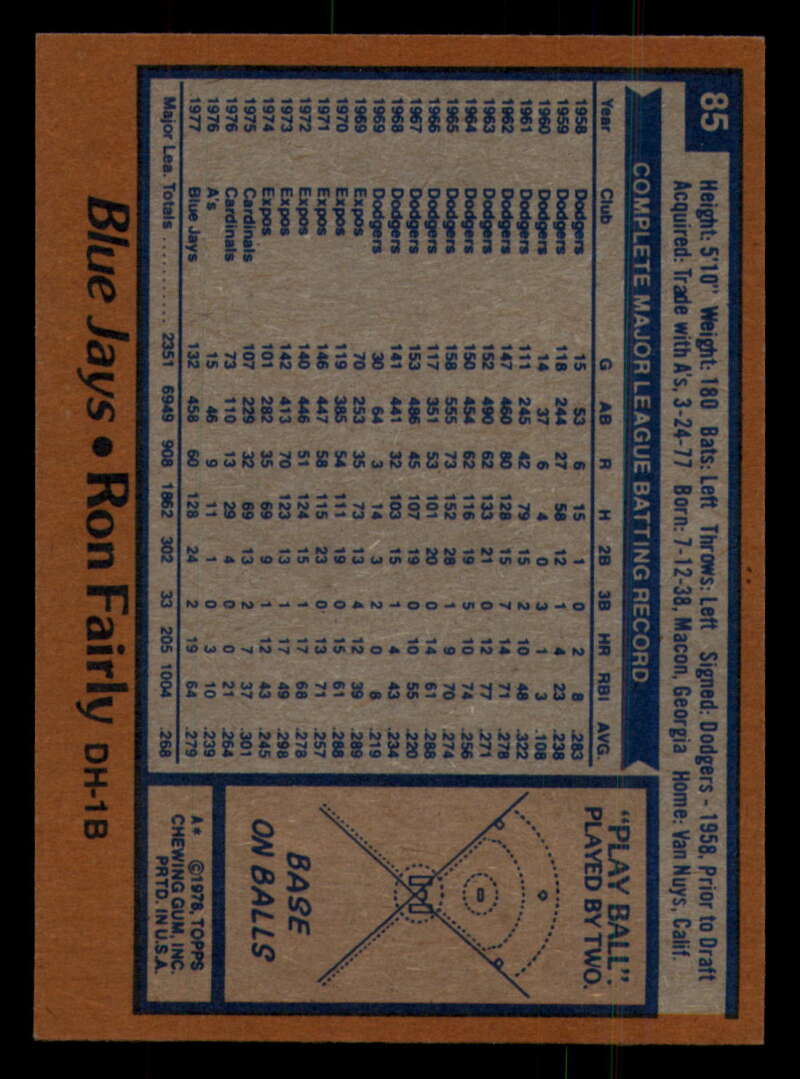 85
Height: 5'10" Weight: 180 Bats: Left Throws: Left Signed: Dodgers - 1958, Prior to Draft
Acquired: Trade with A's, 3-24-77 Born: 7-12-38, Macon, Georgia Home: Van Nuys, Calif.
COMPLETE MAJOR LEAGUE BATTING RECORD
Year Club G AB R H 2B 3B HR RBI AVG.
1958 Dodgers 15 53 6 15 1 0 2 8 .283
1959 Dodgers 118 244 27 58 12 1 4 23 .238
1960 Dodgers 14 37 6 4 0 3 1 3 .108
1961 Dodgers 111 245 42 79 15 2 10 48 .322
1962 Dodgers 147 460 80 128 15 7 14 71 .278
1963 Dodgers 152 490 62 133 21 0 12 77 .271
1964 Dodgers 150 454 62 116 19 5 10 74 .256
1965 Dodgers 158 555 73 152 28 1 9 70 .274
1966 Dodgers 117 351 53 101 20 0 14 61 .288
1967 Dodgers 153 486 45 107 19 0 10 55 .220
1968 Dodgers 141 441 32 103 15 1 4 43 .234
1969 Dodgers 30 64 3 14 3 2 0 8 .219
1969 Expos 70 253 35 73 13 4 12 39 .289
1970 Expos 119 385 54 111 19 0 15 61 .288
1971 Expos 146 447 58 115 23 0 13 71 .257
1972 Expos 140 446 51 124 15 1 17 68 .278
1973 Expos 142 413 70 123 13 1 17 49 .298
1974 Expos 101 282 35 69 9 1 12 43 .245
1975 Cardinals 107 229 32 69 13 2 7 37 .301
1976 Cardinals 73 110 13 29 4 0 0 21 .264
1976 A's 15 46 9 11 1 0 3 10 .239
1977 Blue Jays 132 458 60 128 24 2 19 64 .279
Major Lea. Totals .......... 2351 6949 908 1862 302 33 205 1004 .268
"PLAY BALL".
PLAYED BY TWO.
BASE
ON BALLS
A* ©1978, TOPPS
CHEWING GUM, INC.
PRTD. IN U.S.A.
Blue Jays • Ron Fairly DH-1B